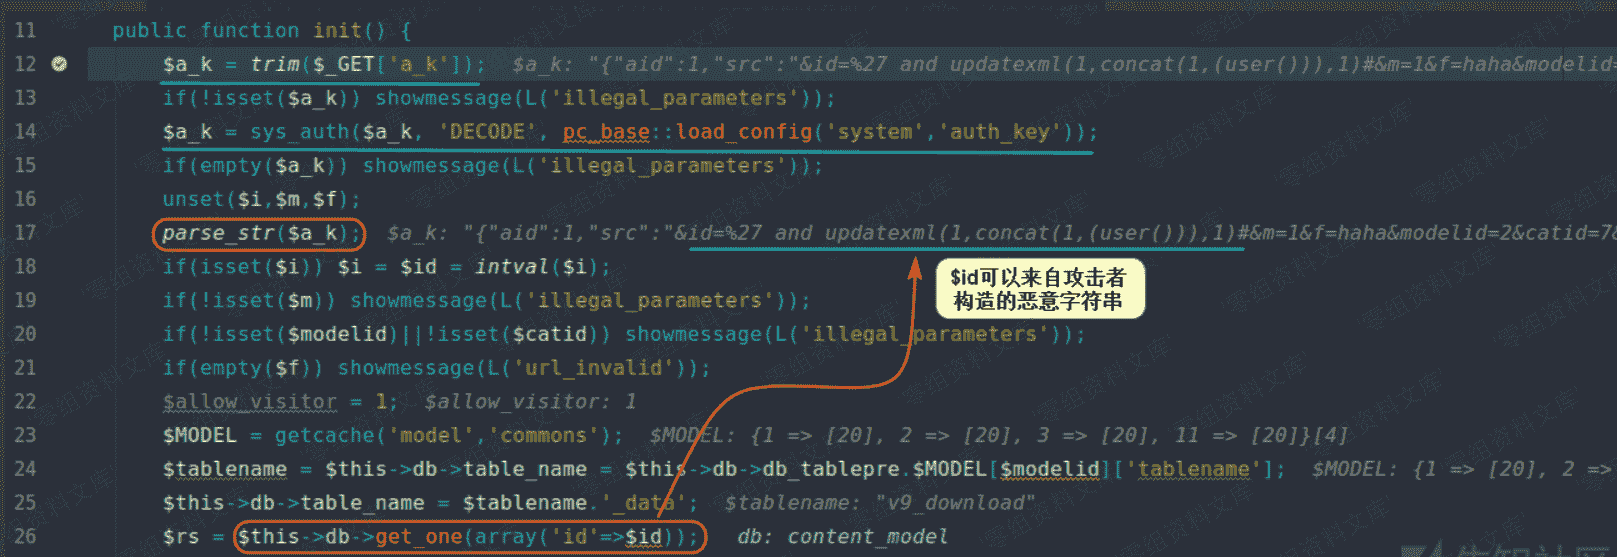 11 public function init() {
12 $a_k = trim($_GET['a_k']); $a_k: "{"aid":1,"src":"&id=%27 and updatexml(1,concat(1,(user())),1)#&m=1&f=haha&modelid=
13 if(!isset($a_k)) showmessage(L('illegal_parameters'));
14 $a_k = sys_auth($a_k, 'DECODE', pc_base::load_config('system','auth_key'));
15 if(empty($a_k)) showmessage(L('illegal_parameters'));
16 unset($i,$m,$f);
17 parse_str($a_k); $a_k: "{"aid":1,"src":"&id=%27 and updatexml(1,concat(1,(user())),1)#&m=1&f=haha&modelid=2&catid=7&
18 if(isset($i)) $i = $id = intval($i);
$id可以来自攻击者
构造的恶意字符串
19 if(!isset($m)) showmessage(L('illegal_parameters'));
20 if(!isset($modelid)||!isset($catid)) showmessage(L('illegal_parameters'));
21 if(empty($f)) showmessage(L('url_invalid'));
22 $allow_visitor = 1; $allow_visitor: 1
23 $MODEL = getcache('model','commons'); $MODEL: {1 => [20], 2 => [20], 3 => [20], 11 => [20]}[4]
24 $tablename = $this->db->table_name = $this->db->db_tablepre.$MODEL[$modelid]['tablename']; $MODEL: {1 => [20], 2 =>
25 $this->db->table_name = $tablename.'_data'; $tablename: "v9_download"
26 $rs = $this->db->get_one(array('id'=>$id)); db: content_model
零组资料文库